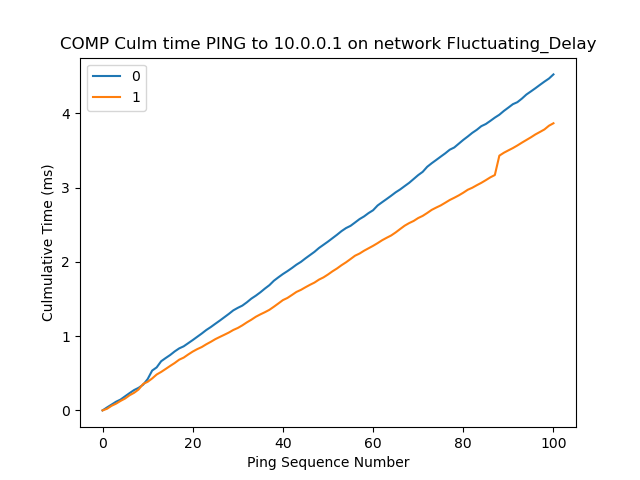 COMP Culm time PING to 10.0.0.1 on network Fluctuating_Delay
0
1
Culmulative Time (ms)
4
3
2
1
0
0 20 40 60 80 100
Ping Sequence Number